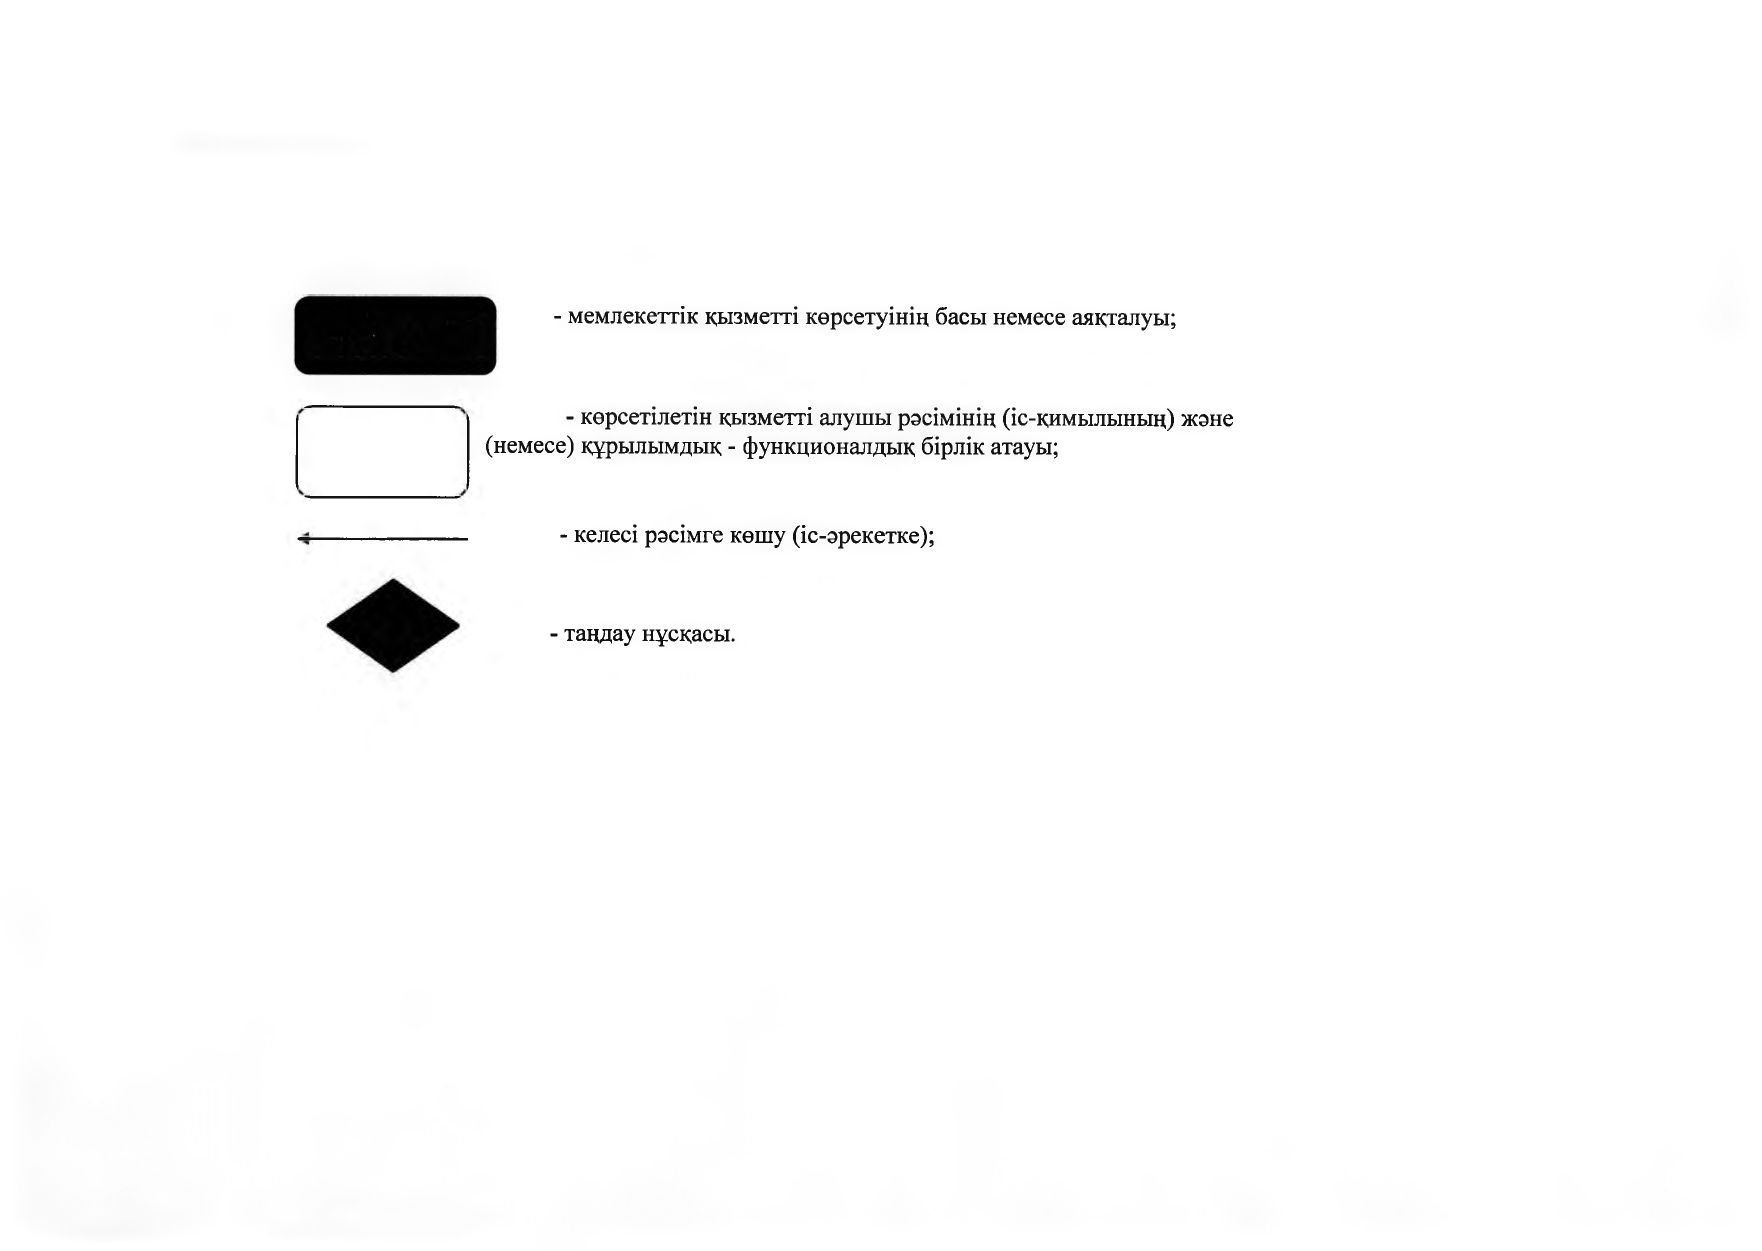 - мемлекеттік қызметті көрсетуінің басы немесе аяқталуы;
- көрсетілетін қызметті алушы рәсімінің (іс-қимылының) және
(немесе) құрылымдық - функционалдық бірлік атауы;
- келесі рәсімге көшу (іс-әрекетке);
- таңдау нұсқасы.